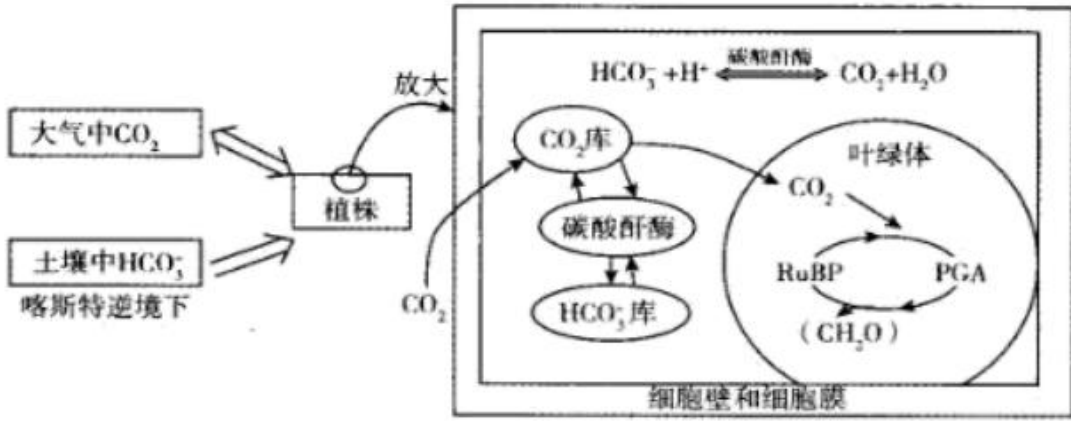 大气中CO₂
土壤中HCO₃⁻
喀斯特逆境下
植株
放大
HCO₃⁻+H⁺ 碳酸酐酶 CO₂+H₂O
CO₂库
碳酸酐酶
HCO₃⁻库
CO₂
叶绿体
CO₂
RuBP
PGA
(CH₂O)
细胞壁和细胞膜